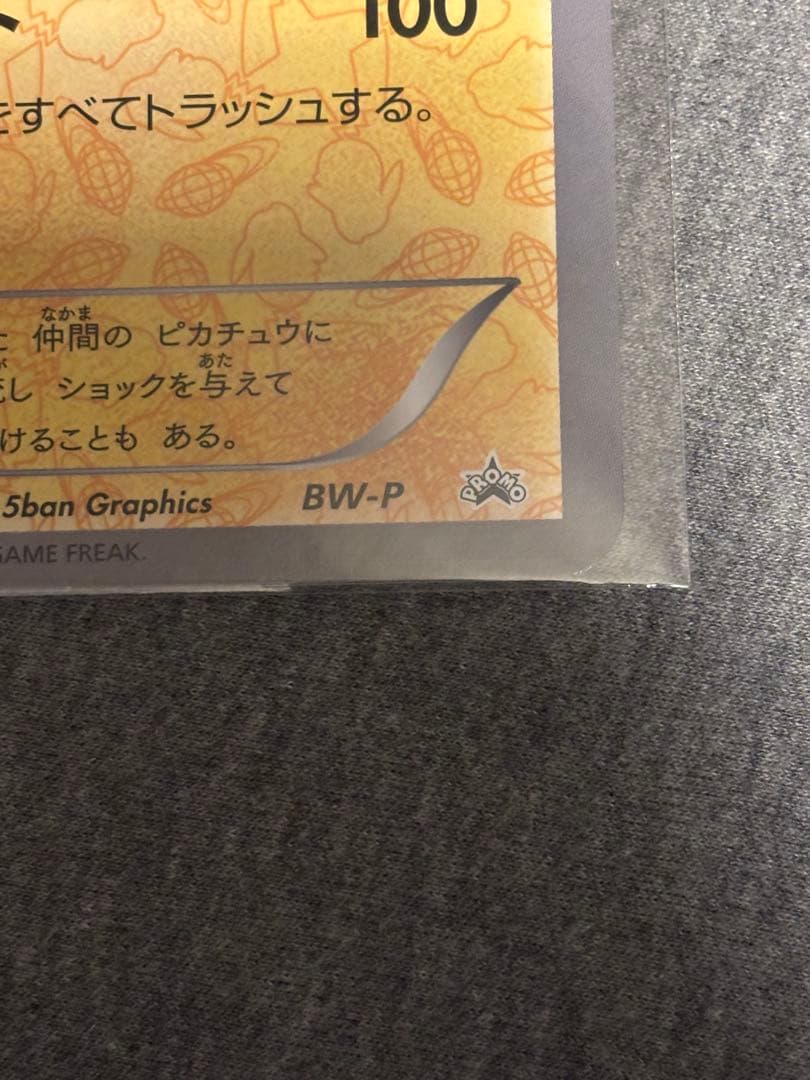 100
をすべてトラッシュする。
なかま
仲間の ピカチュウに
あた
し ショックを与えて
けることも ある。
5ban Graphics BW-P PROMO
GAME FREAK.